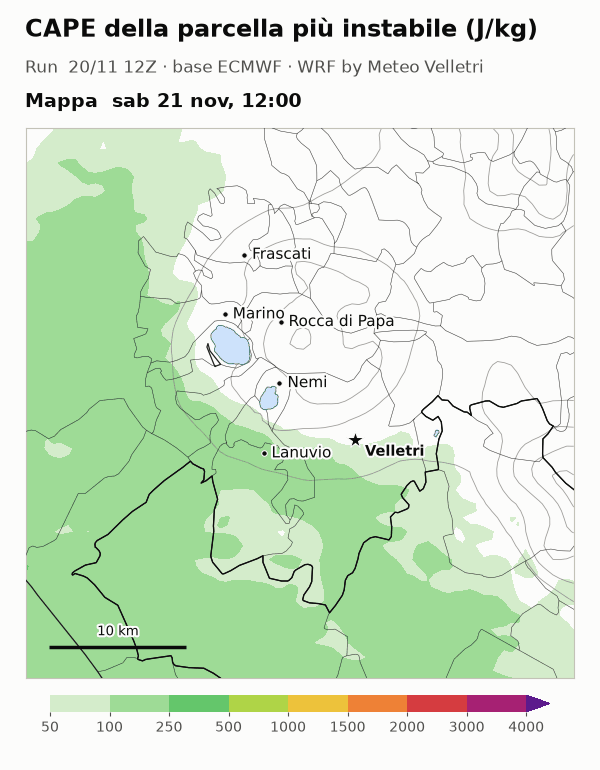 CAPE della parcella più instabile (J/kg)
Run  20/11 12Z · base ECMWF · WRF by Meteo Velletri
Mappa  sab 21 nov, 12:00
Frascati
Marino
Rocca di Papa
Nemi
Velletri
Lanuvio
10 km
50 100 250 500 1000 1500 2000 3000 4000